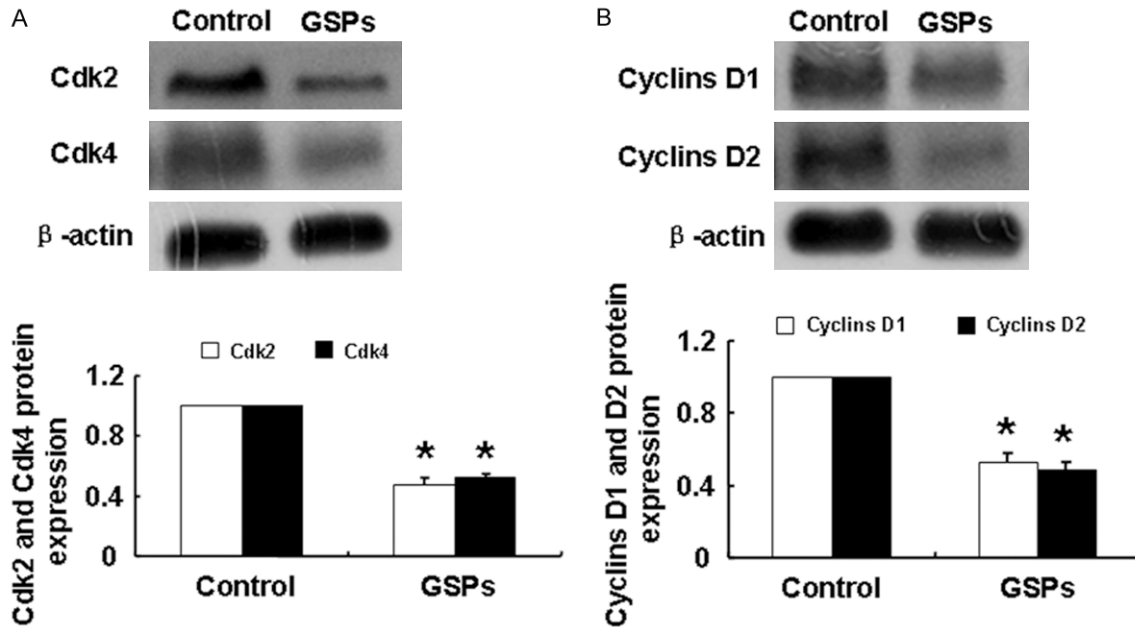 A
Control GSPs
Cdk2
Cdk4
β-actin
Cdk2 and Cdk4 protein
expression
Cdk2 Cdk4
1.2
0.8
0.4
0
* *
Control GSPs
B
Control GSPs
Cyclins D1
Cyclins D2
β-actin
Cyclins D1 and D2 protein
expression
Cyclins D1 Cyclins D2
1.2
0.8
0.4
0
* *
Control GSPs